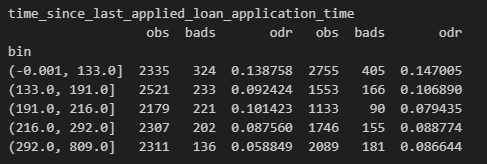 time_since_last_applied_loan_application_time
obs bads odr obs bads odr
bin
(-0.001, 133.0] 2335 324 0.138758 2755 405 0.147005
(133.0, 191.0] 2521 233 0.092424 1553 166 0.106890
(191.0, 216.0] 2179 221 0.101423 1133 90 0.079435
(216.0, 292.0] 2307 202 0.087560 1746 155 0.088774
(292.0, 809.0] 2311 136 0.058849 2089 181 0.086644